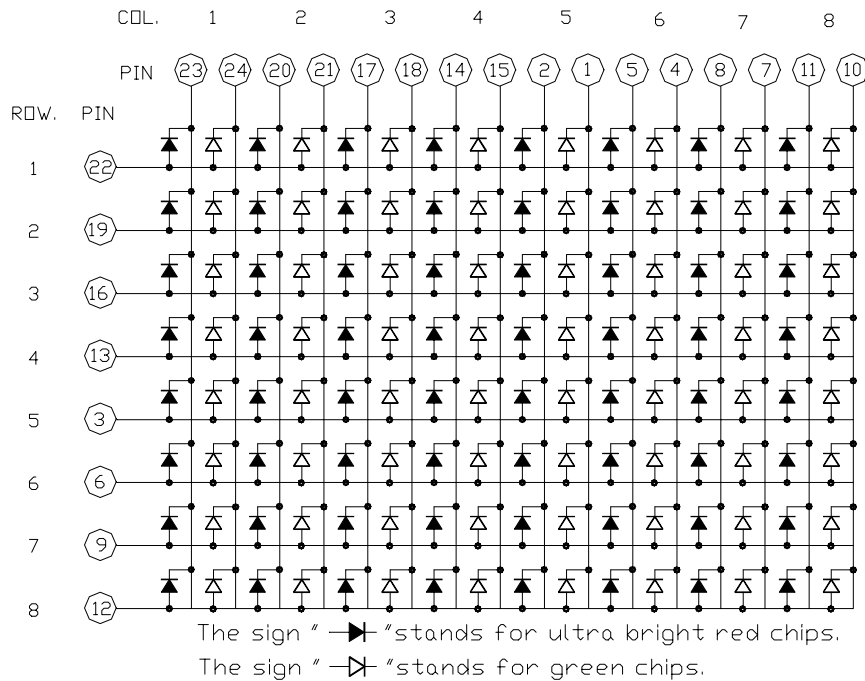 COL. 1 2 3 4 5 6 7 8
PIN 23 24 20 21 17 18 14 15 2 1 5 4 8 7 11 10
ROW. PIN
1 22
2 19
3 16
4 13
5 3
6 6
7 9
8 12
The sign " "stands for ultra bright red chips.
The sign " "stands for green chips.